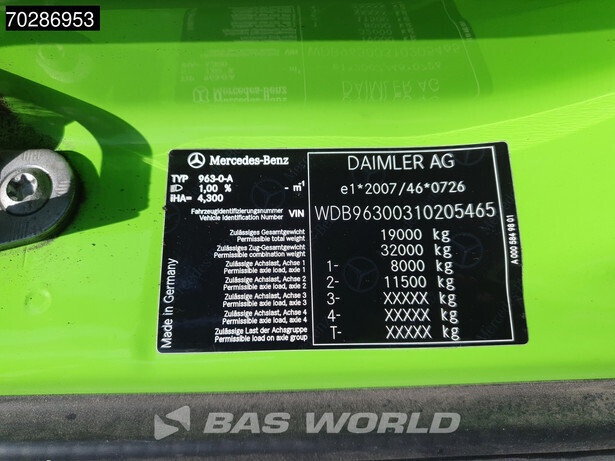 70286953
Mercedes-Benz
DAIMLER AG
TYP 963-0-A
1,00 % - m⁻¹
IHA= 4,300
e1*2007/46*0726
Fahrzeugidentifizierungsnummer
Vehicle Identification Number VIN WDB96300310205465
Zulässiges Gesamtgewicht
Permissible total weight 19000 kg
Zulässiges Zug-Gesamtgewicht
Permissible combination weight 32000 kg
Zulässige Achslast, Achse 1
Permissible axle load, axle 1 1- 8000 kg
Zulässige Achslast, Achse 2
Permissible axle load, axle 2 2- 11500 kg
Zulässige Achslast, Achse 3
Permissible axle load, axle 3 3- XXXXX kg
Zulässige Achslast, Achse 4
Permissible axle load, axle 4 4- XXXXX kg
Zulässige Last der Achsgruppe
Permissible load on axle group T- XXXXX kg
Made in Germany
A 000 584 98 01
BAS WORLD